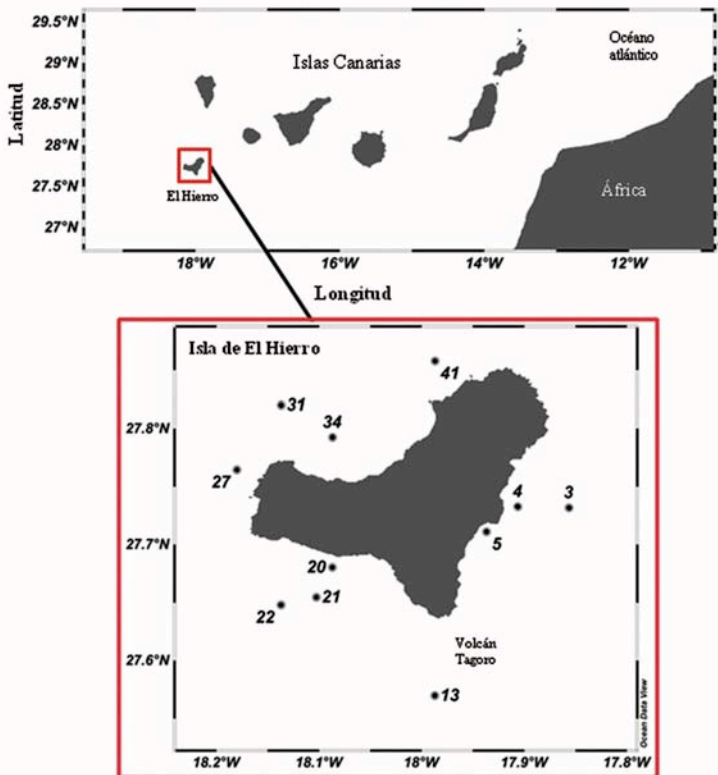 29.5°N
29°N
28.5°N
28°N
27.5°N
27°N
Latitud
Islas Canarias
Océano
atlántico
El Hierro
África
18°W 16°W 14°W 12°W
Longitud
Isla de El Hierro
27.8°N
27.7°N
27.6°N
41
31
34
27
4
3
5
20
21
22
Volcán
Tagoro
13
Ocean Data View
18.2°W 18.1°W 18°W 17.9°W 17.8°W